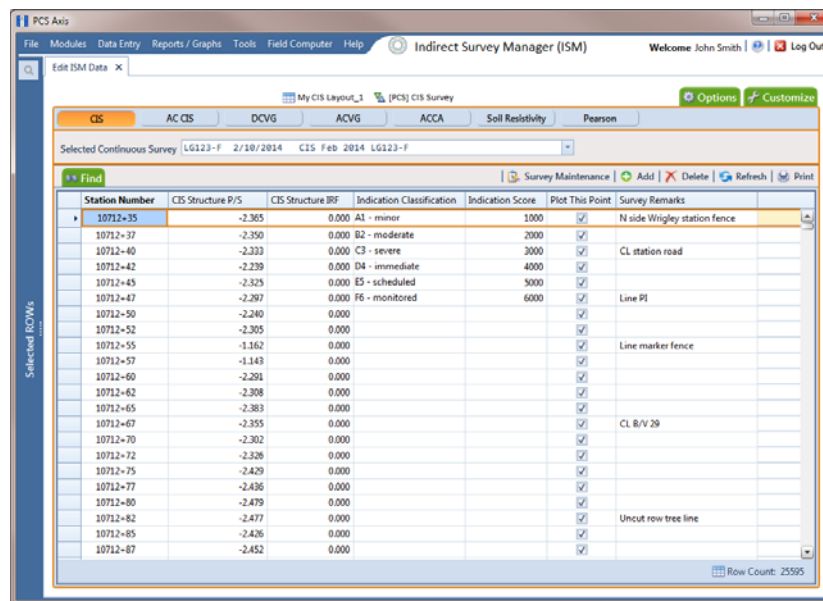 PCS Axis
File Modules Data Entry Reports / Graphs Tools Field Computer Help Indirect Survey Manager (ISM) Welcome John Smith | | Log Out
Edit ISM Data X
My CIS Layout_1 [PCS] CIS Survey Options Customize
CIS AC CIS DCVG ACVG ACCA Soil Resistivity Pearson
Selected Continuous Survey LG123-F 2/10/2014 CIS Feb 2014 LG123-F
Find | Survey Maintenance | Add | Delete | Refresh | Print
Station Number CIS Structure P/S CIS Structure IRF Indication Classification Indication Score Plot This Point Survey Remarks
10712+35 -2.365 0.000 A1 - minor 1000 N side Wrigley station fence
10712+37 -2.350 0.000 B2 - moderate 2000
10712+40 -2.333 0.000 C3 - severe 3000 CL station road
10712+42 -2.239 0.000 D4 - immediate 4000
10712+45 -2.325 0.000 E5 - scheduled 5000
10712+47 -2.297 0.000 F6 - monitored 6000 Line PI
10712+50 -2.240 0.000
10712+52 -2.305 0.000
10712+55 -1.162 0.000 Line marker fence
10712+57 -1.143 0.000
10712+60 -2.291 0.000
10712+62 -2.308 0.000
10712+65 -2.383 0.000
10712+67 -2.355 0.000 CL B/V 29
10712+70 -2.302 0.000
10712+72 -2.326 0.000
10712+75 -2.429 0.000
10712+77 -2.436 0.000
10712+80 -2.479 0.000
10712+82 -2.477 0.000 Uncut row tree line
10712+85 -2.426 0.000
10712+87 -2.452 0.000
Row Count: 25595
Selected ROWs